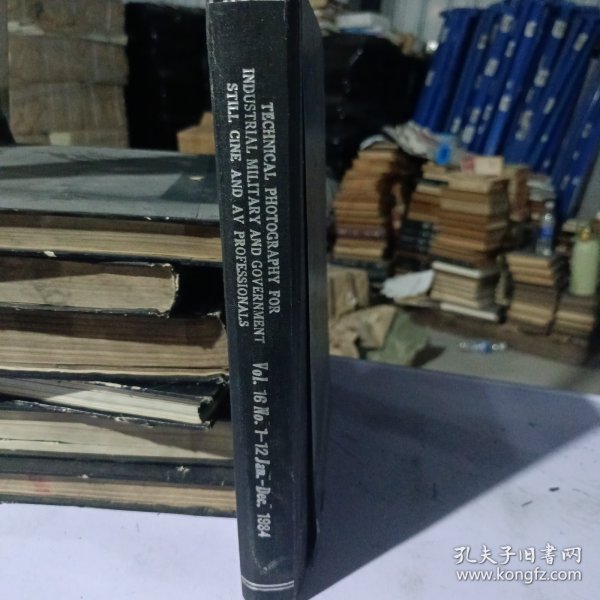 TECHNICAL PHOTOGRAPHY FOR
INDUSTRIAL MILITARY AND GOVERNMENT
STILL CINE AND AV PROFESSIONALS
Vol. 16 No. 1-12 Jan.-Dec. 1984
孔夫子旧书网
www.kongfz.com